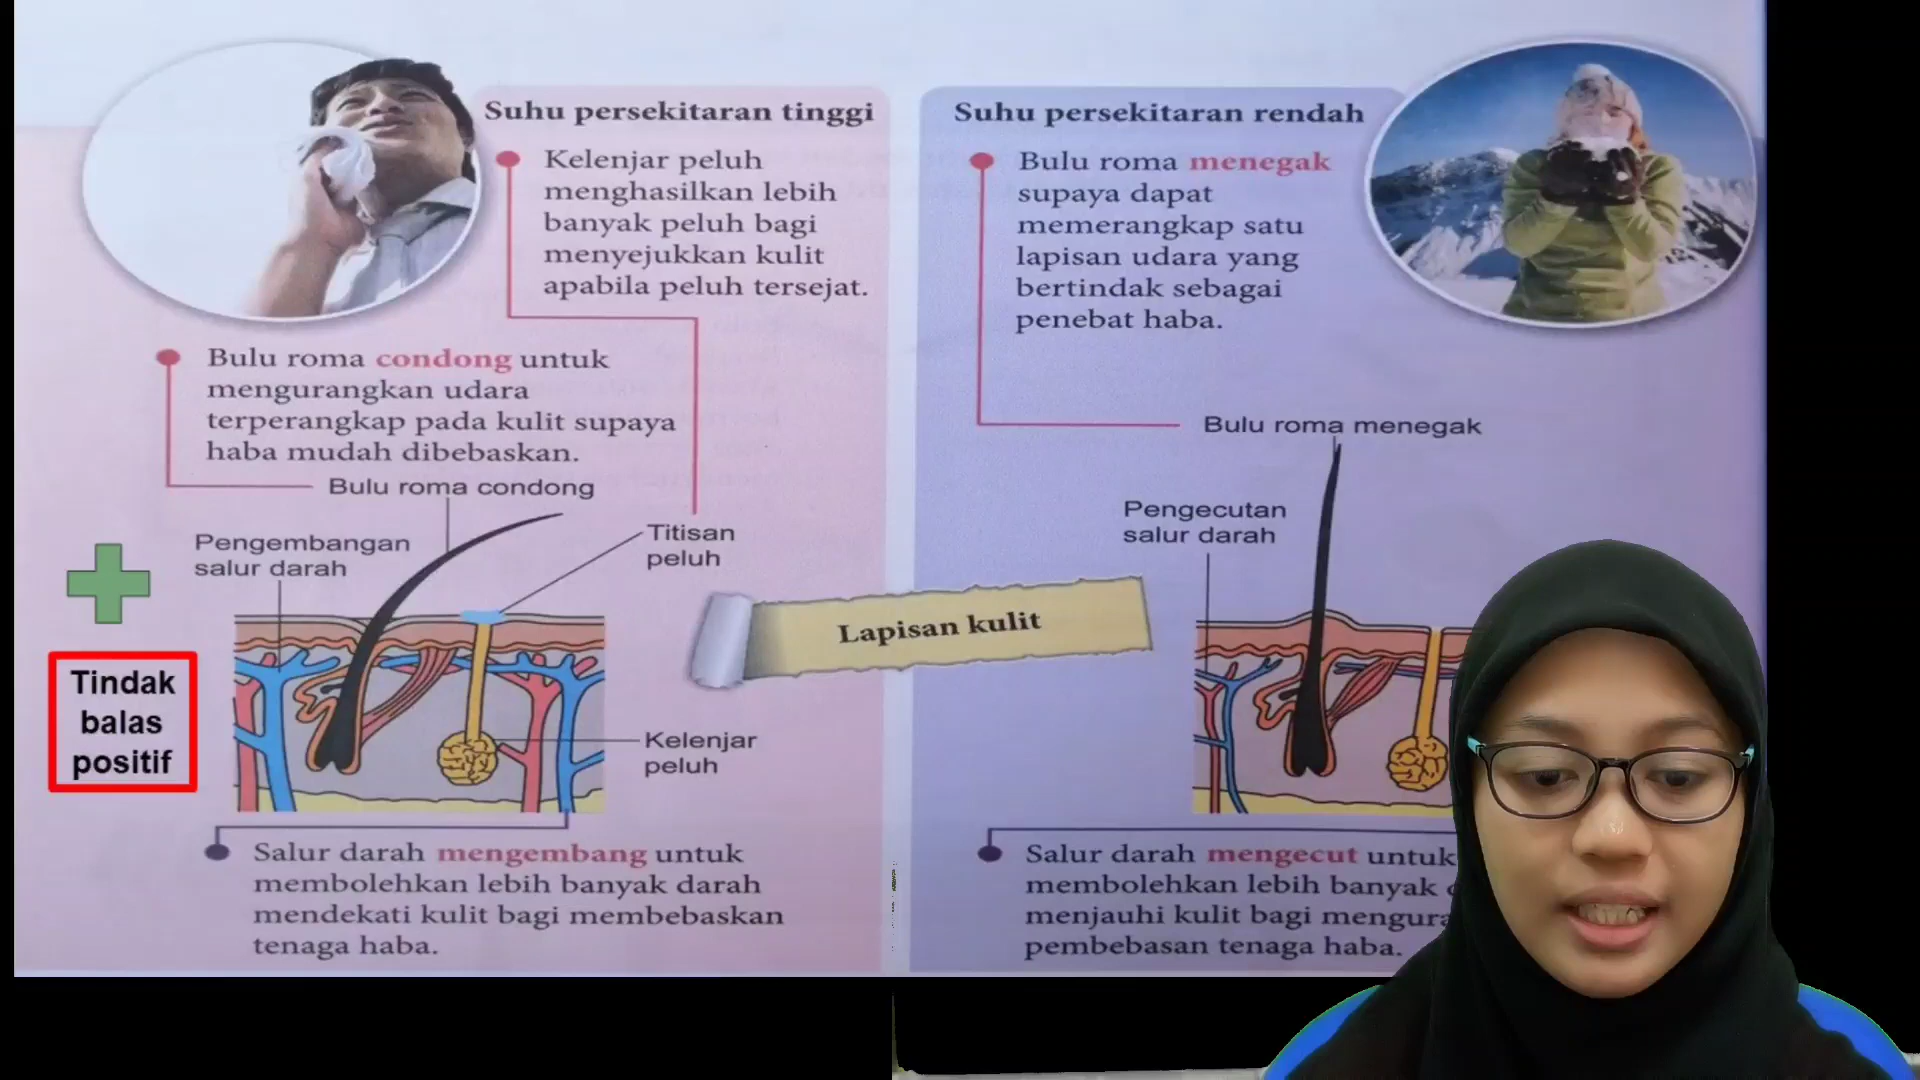 Suhu persekitaran tinggi
Kelenjar peluh
menghasilkan lebih
banyak peluh bagi
menyejukkan kulit
apabila peluh tersejat.
Bulu roma condong untuk
mengurangkan udara
terperangkap pada kulit supaya
haba mudah dibebaskan.
Bulu roma condong
Pengembangan
salur darah
Titisan
peluh
Kelenjar
peluh
Tindak
balas
positif
Salur darah mengembang untuk
membolehkan lebih banyak darah
mendekati kulit bagi membebaskan
tenaga haba.
Lapisan kulit
Suhu persekitaran rendah
Bulu roma menegak
supaya dapat
memerangkap satu
lapisan udara yang
bertindak sebagai
penebat haba.
Bulu roma menegak
Pengecutan
salur darah
Salur darah mengecut untuk
membolehkan lebih banyak
menjauhi kulit bagi
pembebasan tenaga haba.